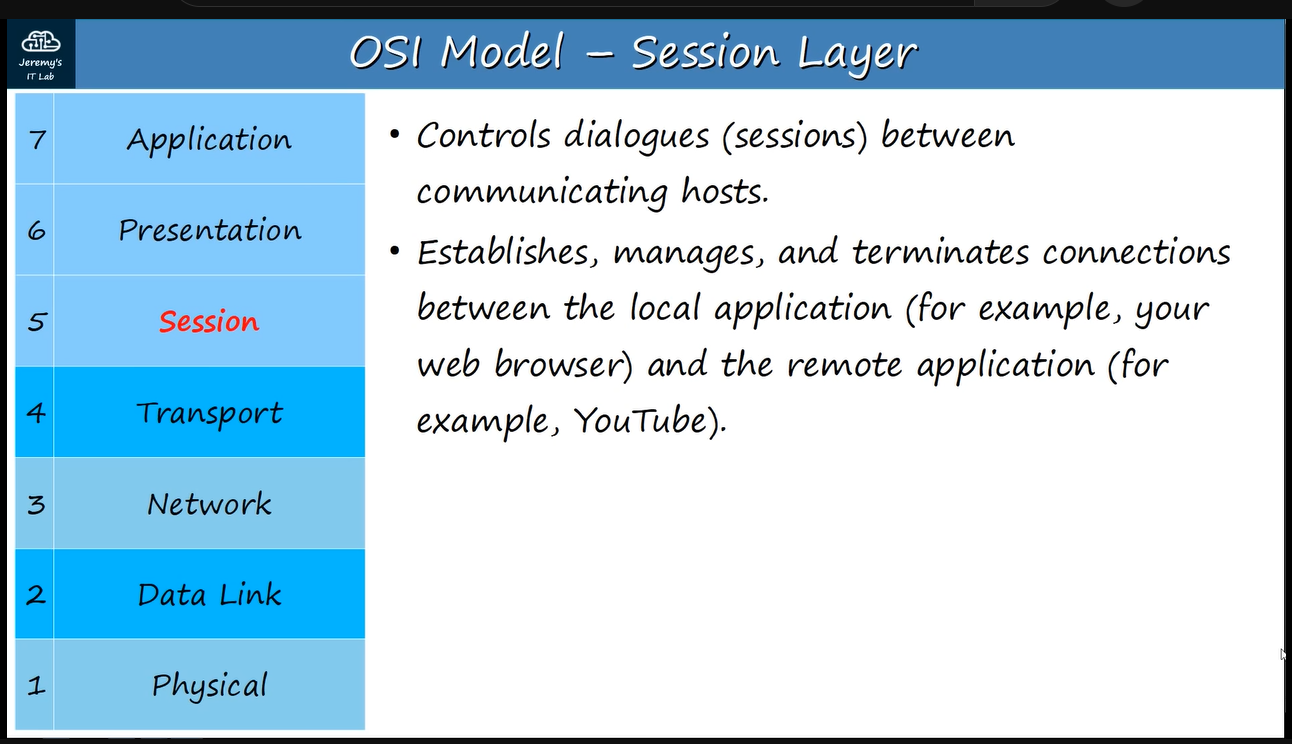 Jeremy's
IT Lab
OSI Model – Session Layer
7 Application
6 Presentation
5 Session
4 Transport
3 Network
2 Data Link
1 Physical
• Controls dialogues (sessions) between
communicating hosts.
• Establishes, manages, and terminates connections
between the local application (for example, your
web browser) and the remote application (for
example, YouTube).